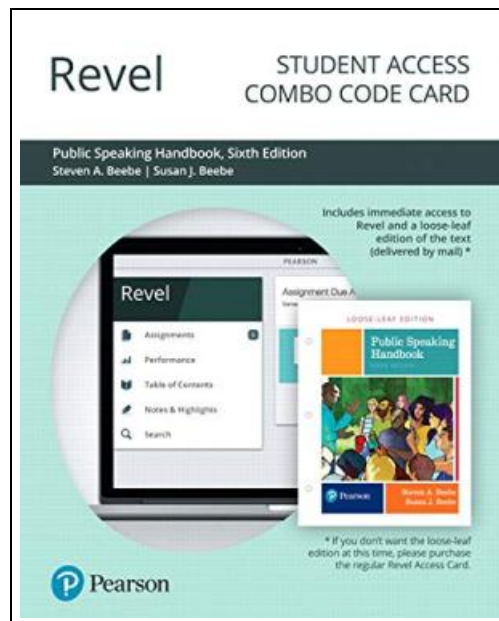 Revel
STUDENT ACCESS
COMBO CODE CARD
Public Speaking Handbook, Sixth Edition
Steven A. Beebe | Susan J. Beebe
Includes immediate access to
Revel and a loose-leaf
edition of the text
(delivered by mail) *
PEARSON
Revel
Assignments
Performance
Table of Contents
Notes & Highlights
Search
Assignment Due
LOOSE-LEAF EDITION
Public Speaking
Handbook
Pearson
Steven A. Beebe
Susan J. Beebe
* If you don't want the loose-leaf
edition at this time, please purchase
the regular Revel Access Card.
Pearson